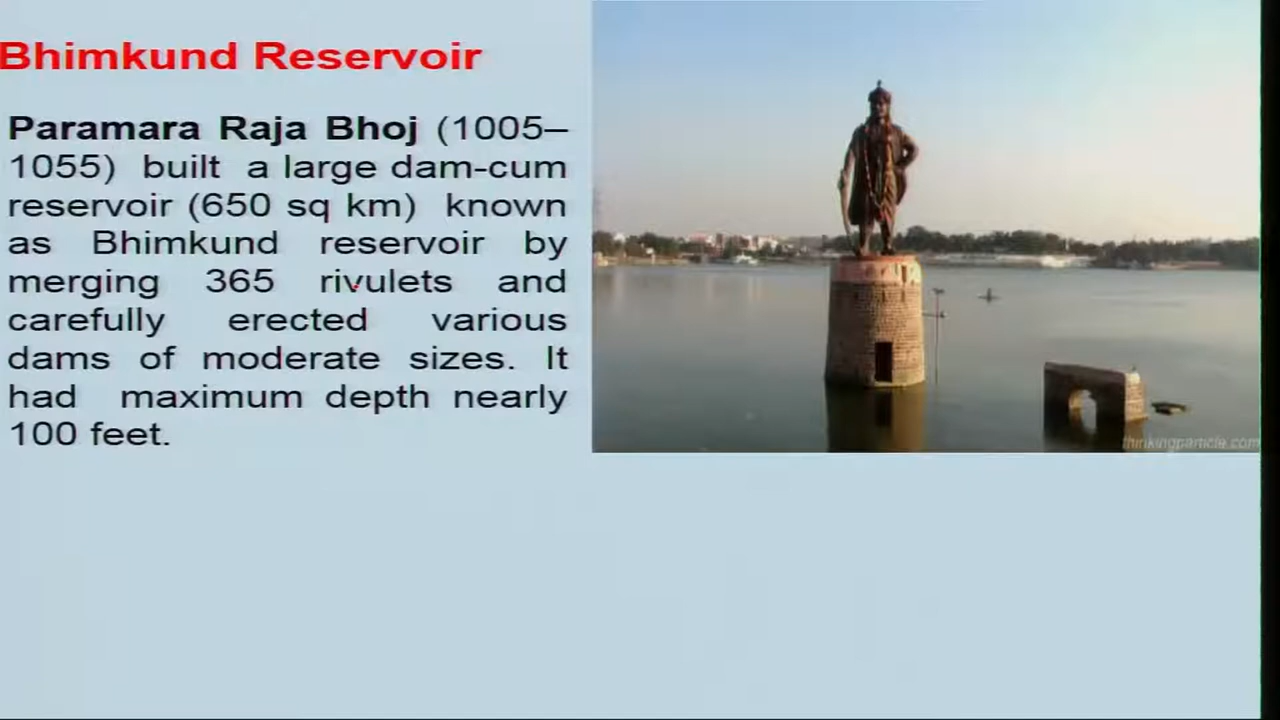 Bhimkund Reservoir
Paramara Raja Bhoj (1005–
1055) built a large dam-cum
reservoir (650 sq km) known
as Bhimkund reservoir by
merging 365 rivulets and
carefully erected various
dams of moderate sizes. It
had maximum depth nearly
100 feet.
thinkingparticle.com